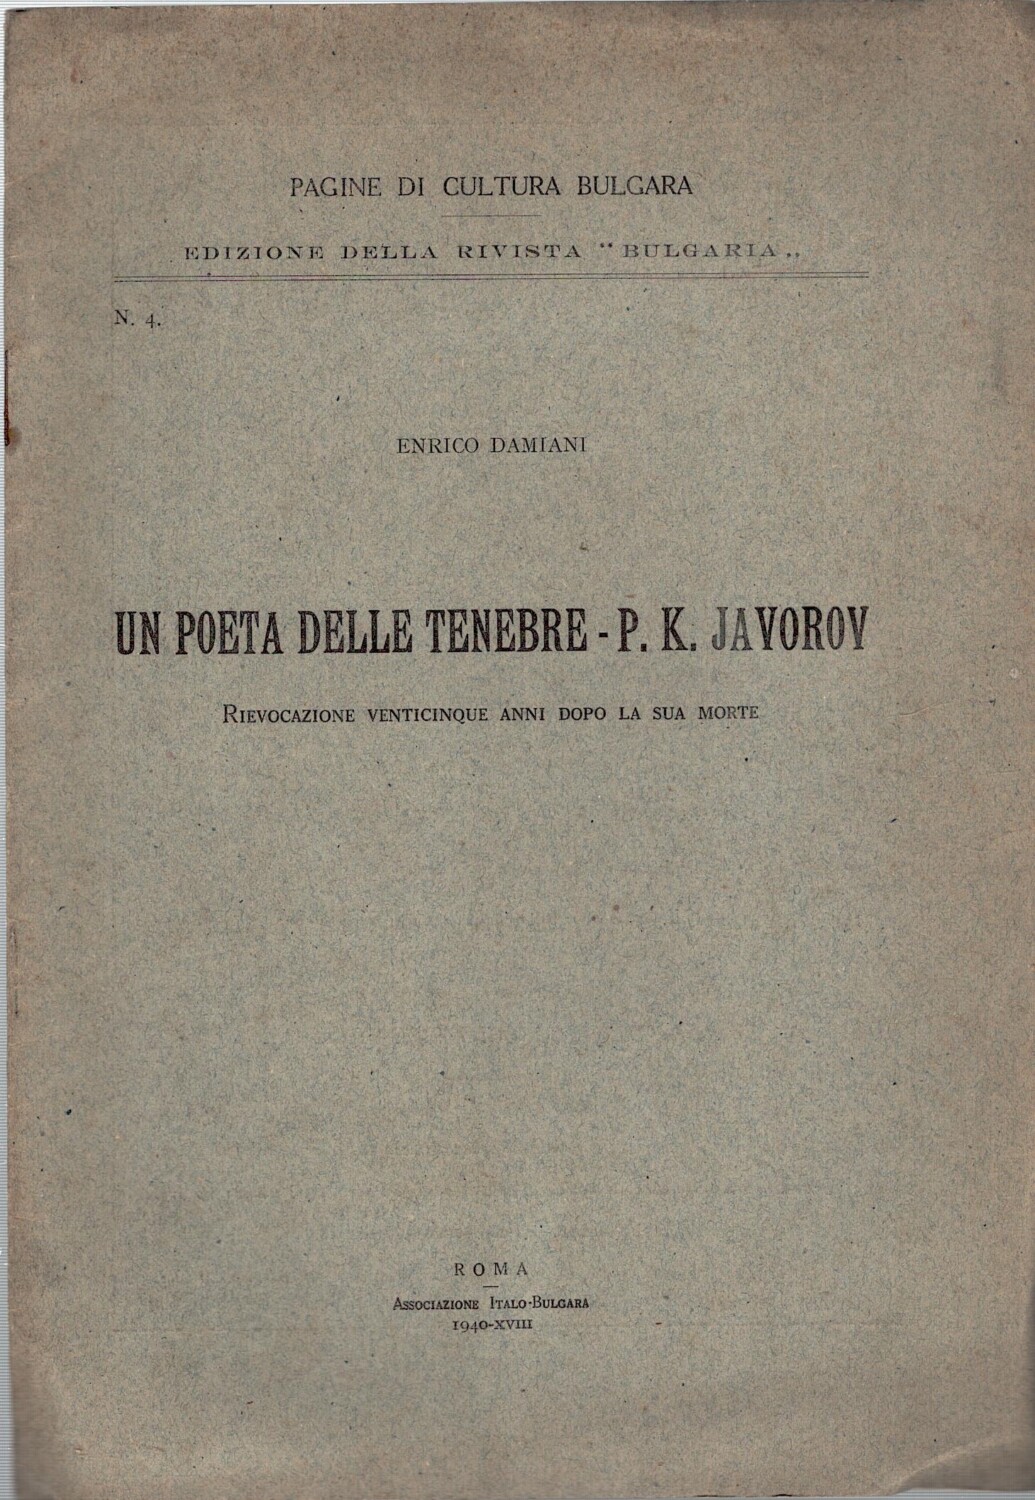 PAGINE DI CULTURA BULGARA
EDIZIONE DELLA RIVISTA “ BULGARIA „
N. 4.
ENRICO DAMIANI
UN POETA DELLE TENEBRE - P. K. JAVOROV
RIEVOCAZIONE VENTICINQUE ANNI DOPO LA SUA MORTE
ROMA
ASSOCIAZIONE ITALO-BULGARA
1940-XVIII